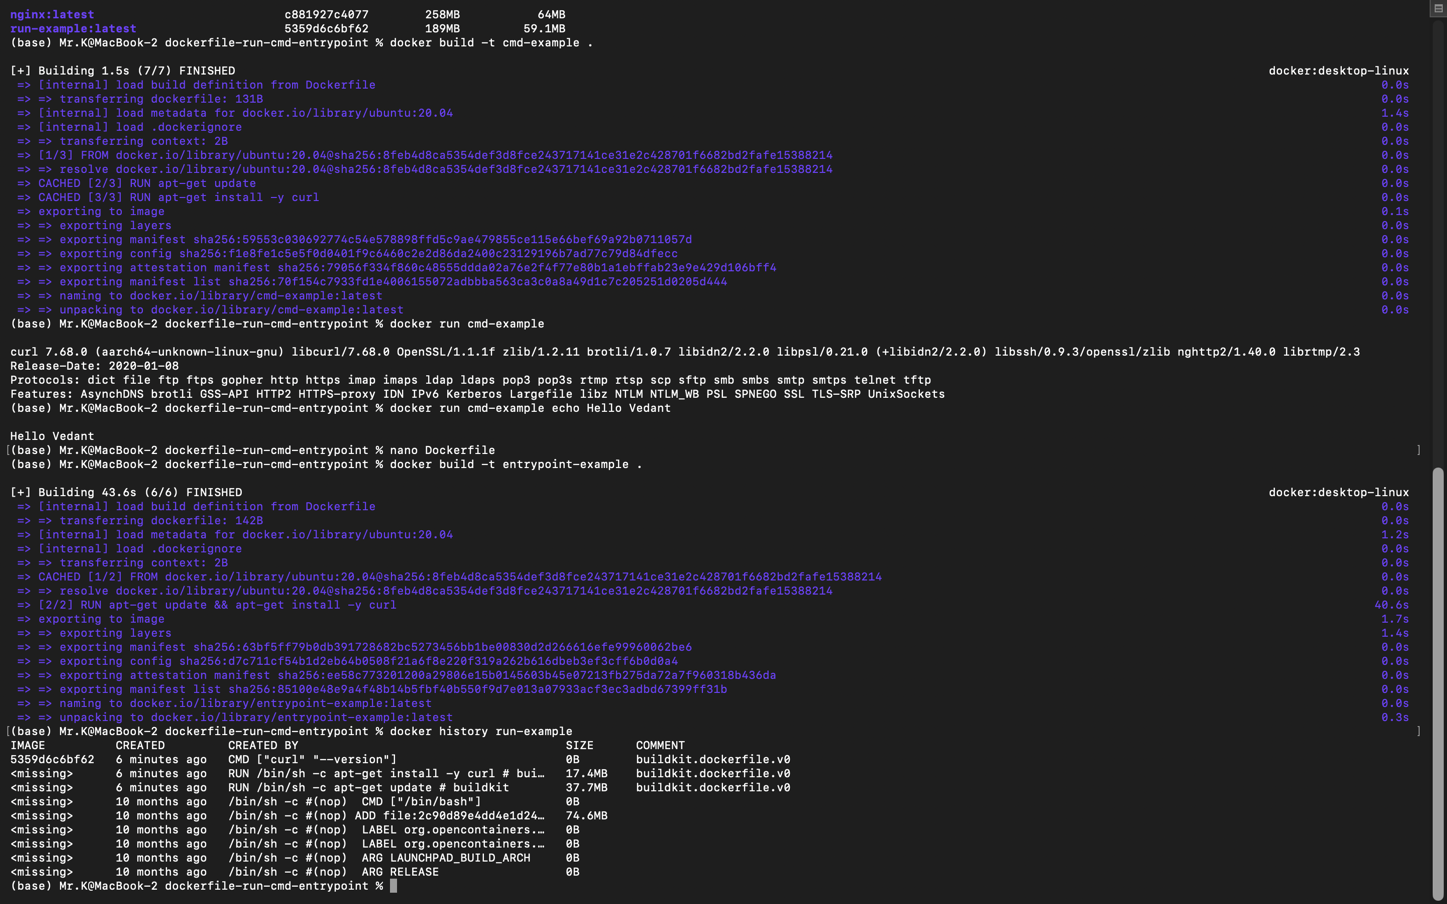 nginx:latest c881927c4077 258MB 64MB
run-example:latest 5359d6c6bf62 189MB 59.1MB
(base) Mr.K@MacBook-2 dockerfile-run-cmd-entrypoint % docker build -t cmd-example .
[+] Building 1.5s (7/7) FINISHED docker:desktop-linux
=> [internal] load build definition from Dockerfile 0.0s
=> => transferring dockerfile: 131B 0.0s
=> [internal] load metadata for docker.io/library/ubuntu:20.04 1.4s
=> [internal] load .dockerignore 0.0s
=> => transferring context: 2B 0.0s
=> [1/3] FROM docker.io/library/ubuntu:20.04@sha256:8feb4d8ca5354def3d8fce243717141ce31e2c428701f6682bd2fafe15388214 0.0s
=> => resolve docker.io/library/ubuntu:20.04@sha256:8feb4d8ca5354def3d8fce243717141ce31e2c428701f6682bd2fafe15388214 0.0s
=> CACHED [2/3] RUN apt-get update 0.0s
=> CACHED [3/3] RUN apt-get install -y curl 0.0s
=> exporting to image 0.1s
=> => exporting layers 0.0s
=> => exporting manifest sha256:59553c030692774c54e578898ffd5c9ae479855ce115e66bef69a92b0711057d 0.0s
=> => exporting config sha256:f1e8fe1c5e5f0d0401f9c6460c2e2d86da2400c23129196b7ad77c79d84dfecc 0.0s
=> => exporting attestation manifest sha256:79056f334f860c48555ddda02a76e2f4f77e80b1a1ebffab23e9e429d106bff4 0.0s
=> => exporting manifest list sha256:70f154c7933fd1e4006155072adbbba563ca3c0a8a49d1c7c205251d0205d444 0.0s
=> => naming to docker.io/library/cmd-example:latest 0.0s
=> => unpacking to docker.io/library/cmd-example:latest 0.0s
(base) Mr.K@MacBook-2 dockerfile-run-cmd-entrypoint % docker run cmd-example
curl 7.68.0 (aarch64-unknown-linux-gnu) libcurl/7.68.0 OpenSSL/1.1.1f zlib/1.2.11 brotli/1.0.7 libidn2/2.2.0 libpsl/0.21.0 (+libidn2/2.2.0) libssh/0.9.3/openssl/zlib nghttp2/1.40.0 librtmp/2.3
Release-Date: 2020-01-08
Protocols: dict file ftp ftps gopher http https imap imaps ldap ldaps pop3 pop3s rtmp rtsp scp sftp smb smbs smtp smtps telnet tftp
Features: AsynchDNS brotli GSS-API HTTP2 HTTPS-proxy IDN IPv6 Kerberos Largefile libz NTLM NTLM_WB PSL SPNEGO SSL TLS-SRP UnixSockets
(base) Mr.K@MacBook-2 dockerfile-run-cmd-entrypoint % docker run cmd-example echo Hello Vedant
Hello Vedant
[(base) Mr.K@MacBook-2 dockerfile-run-cmd-entrypoint % nano Dockerfile ]
(base) Mr.K@MacBook-2 dockerfile-run-cmd-entrypoint % docker build -t entrypoint-example .
[+] Building 43.6s (6/6) FINISHED docker:desktop-linux
=> [internal] load build definition from Dockerfile 0.0s
=> => transferring dockerfile: 142B 0.0s
=> [internal] load metadata for docker.io/library/ubuntu:20.04 1.2s
=> [internal] load .dockerignore 0.0s
=> => transferring context: 2B 0.0s
=> CACHED [1/2] FROM docker.io/library/ubuntu:20.04@sha256:8feb4d8ca5354def3d8fce243717141ce31e2c428701f6682bd2fafe15388214 0.0s
=> => resolve docker.io/library/ubuntu:20.04@sha256:8feb4d8ca5354def3d8fce243717141ce31e2c428701f6682bd2fafe15388214 0.0s
=> [2/2] RUN apt-get update && apt-get install -y curl 40.6s
=> exporting to image 1.7s
=> => exporting layers 1.4s
=> => exporting manifest sha256:63bf5ff79b0db391728682bc5273456bb1be00830d2d266616efe99960062be6 0.0s
=> => exporting config sha256:d7c711cf54b1d2eb64b0508f21a6f8e220f319a262b616dbeb3ef3cff6b0d0a4 0.0s
=> => exporting attestation manifest sha256:ee58c773201200a29806e15b0145603b45e07213fb275da72a7f960318b436da 0.0s
=> => exporting manifest list sha256:85100e48e9a4f48b14b5fbf40b550f9d7e013a07933acf3ec3adbd67399ff31b 0.0s
=> => naming to docker.io/library/entrypoint-example:latest 0.0s
=> => unpacking to docker.io/library/entrypoint-example:latest 0.3s
[(base) Mr.K@MacBook-2 dockerfile-run-cmd-entrypoint % docker history run-example ]
IMAGE CREATED CREATED BY SIZE COMMENT
5359d6c6bf62 6 minutes ago CMD ["curl" "--version"] 0B buildkit.dockerfile.v0
<missing> 6 minutes ago RUN /bin/sh -c apt-get install -y curl # bui… 17.4MB buildkit.dockerfile.v0
<missing> 6 minutes ago RUN /bin/sh -c apt-get update # buildkit 37.7MB buildkit.dockerfile.v0
<missing> 10 months ago /bin/sh -c #(nop) CMD ["/bin/bash"] 0B
<missing> 10 months ago /bin/sh -c #(nop) ADD file:2c90d89e4dd4e1d24… 74.6MB
<missing> 10 months ago /bin/sh -c #(nop) LABEL org.opencontainers.… 0B
<missing> 10 months ago /bin/sh -c #(nop) LABEL org.opencontainers.… 0B
<missing> 10 months ago /bin/sh -c #(nop) ARG LAUNCHPAD_BUILD_ARCH 0B
<missing> 10 months ago /bin/sh -c #(nop) ARG RELEASE 0B
(base) Mr.K@MacBook-2 dockerfile-run-cmd-entrypoint %